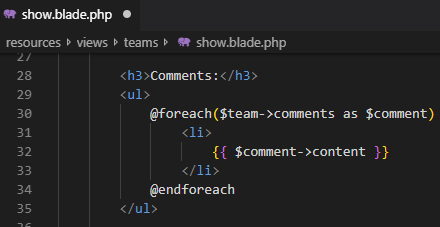 show.blade.php ●
resources > views > teams > show.blade.php
27
28 <h3>Comments:</h3>
29 <ul>
30 @foreach($team->comments as $comment)
31 <li>
32 {{ $comment->content }}
33 </li>
34 @endforeach
35 </ul>